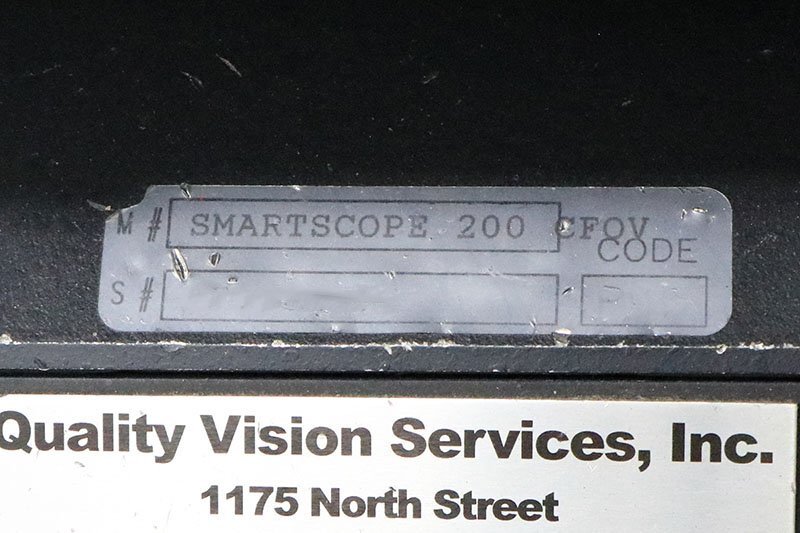 M# SMARTSCOPE 200 CFOV
CODE
S#
Quality Vision Services, Inc.
1175 North Street